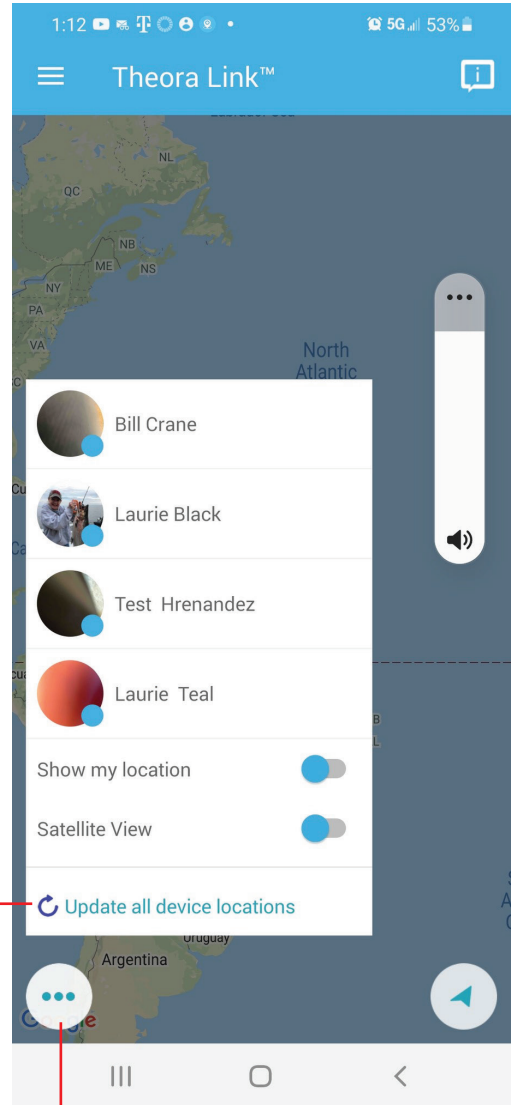 1:12
5G 53%
Theora Link™
NL
QC
NB
ME NS
NY
PA
VA
North
Atlantic
Bill Crane
Laurie Black
Test Hrenandez
Laurie Teal
Show my location
Satellite View
Update all device locations
Uruguay
Argentina
Google